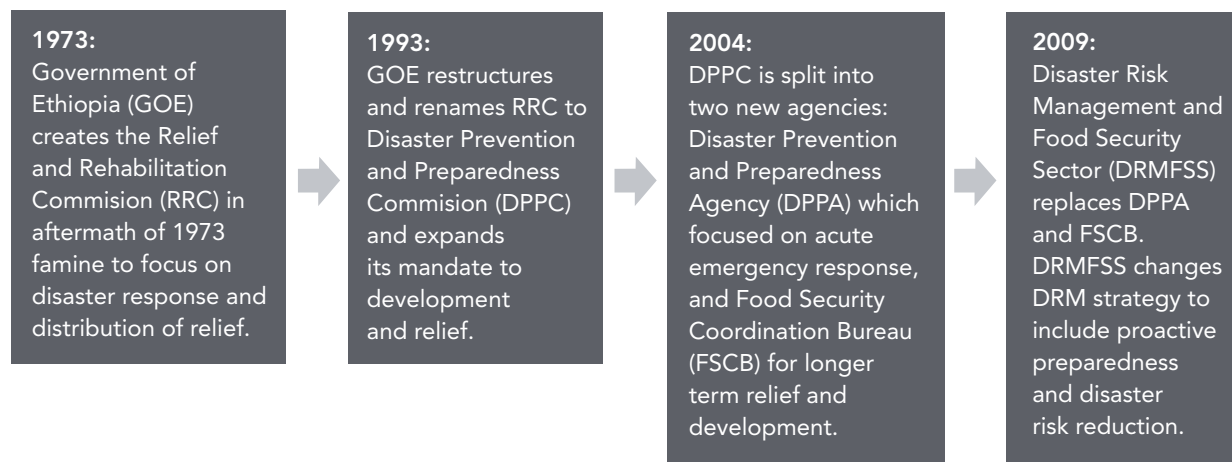 1973:
Government of
Ethiopia (GOE)
creates the Relief
and Rehabilitation
Commision (RRC) in
aftermath of 1973
famine to focus on
disaster response and
distribution of relief.
1993:
GOE restructures
and renames RRC to
Disaster Prevention
and Preparedness
Commision (DPPC)
and expands
its mandate to
development
and relief.
2004:
DPPC is split into
two new agencies:
Disaster Prevention
and Preparedness
Agency (DPPA) which
focused on acute
emergency response,
and Food Security
Coordination Bureau
(FSCB) for longer
term relief and
development.
2009:
Disaster Risk
Management and
Food Security
Sector (DRMFSS)
replaces DPPA
and FSCB.
DRMFSS changes
DRM strategy to
include proactive
preparedness
and disaster
risk reduction.